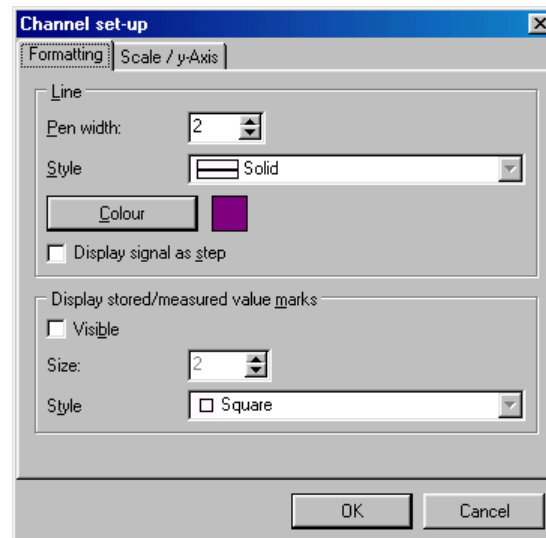 Channel set-up
Formatting Scale / y-Axis
Line
Pen width: 2
Style Solid
Colour
Display signal as step
Display stored/measured value marks
Visible
Size: 2
Style Square
OK Cancel